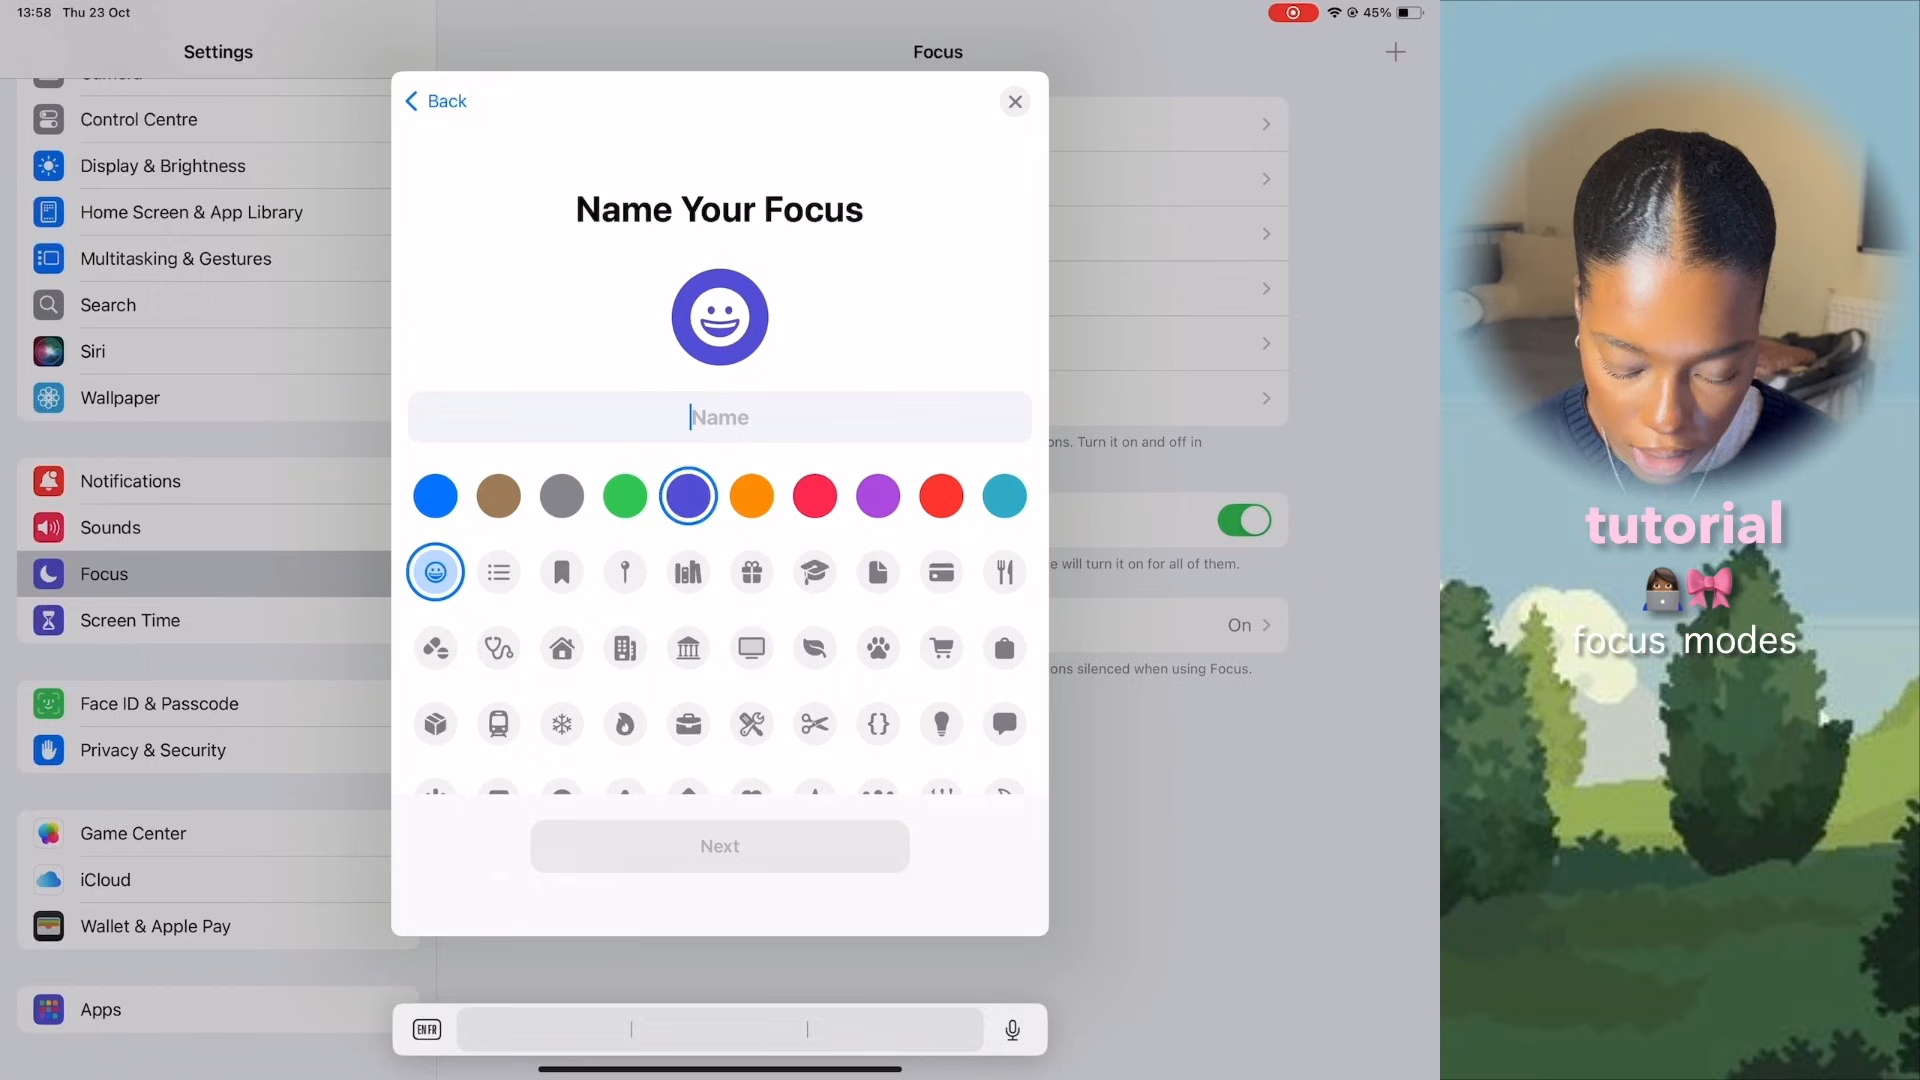 13:58 Thu 23 Oct
45%
Settings
Control Centre
Display & Brightness
Home Screen & App Library
Multitasking & Gestures
Search
Siri
Wallpaper
Notifications
Sounds
Focus
Screen Time
Face ID & Passcode
Privacy & Security
Game Center
iCloud
Wallet & Apple Pay
Apps
Focus
ons. Turn it on and off in
e will turn it on for all of them.
On
ons silenced when using Focus.
Back
Name Your Focus
Name
Next
EN FR
tutorial
focus modes